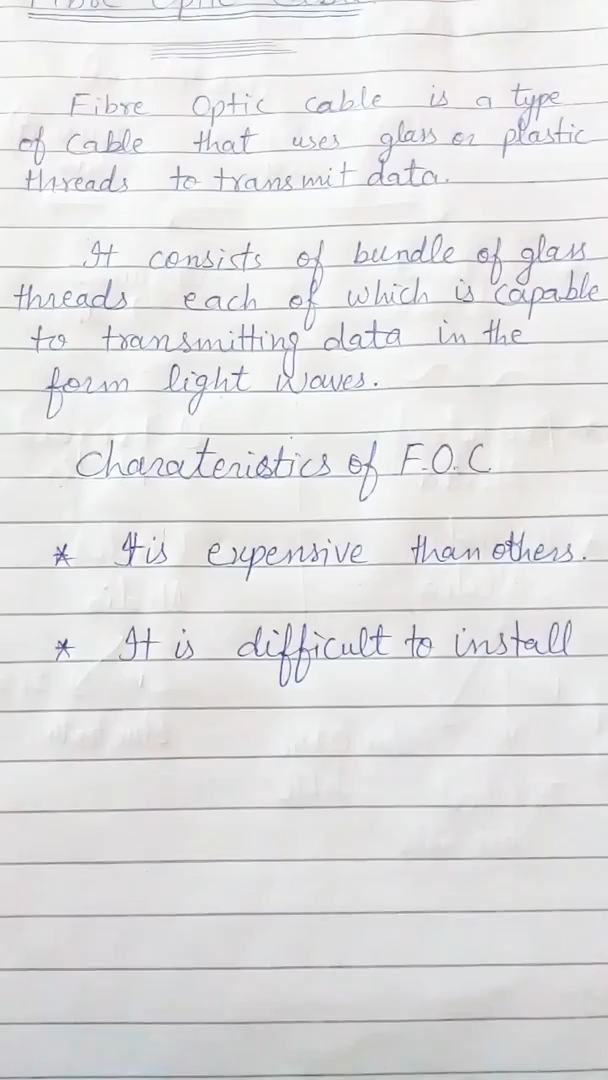 Fibre Optic Cable is a type
of Cable that uses glass or plastic
threads to transmit data.
It consists of bundle of glass
threads each of which is capable
to transmitting data in the
form light waves.
Charateristics of F.O.C
* It is expensive than others.
* It is difficult to install